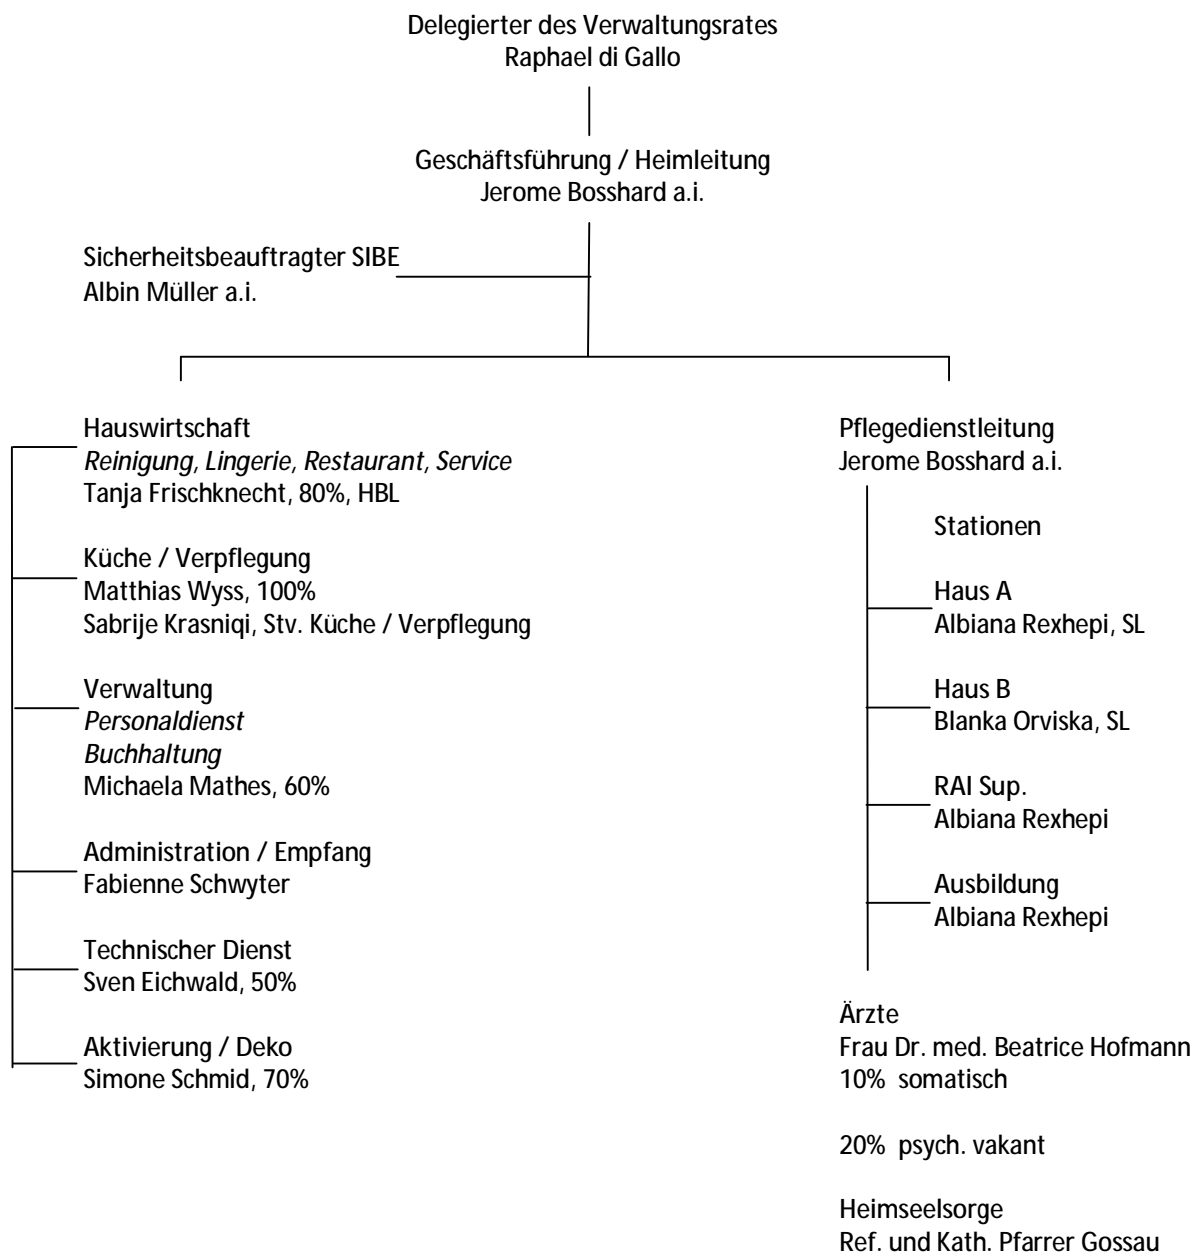 Delegierter des Verwaltungsrates
Raphael di Gallo
Geschäftsführung / Heimleitung
Jerome Bosshard a.i.
Sicherheitsbeauftragter SIBE
Albin Müller a.i.
Hauswirtschaft
Reinigung, Lingerie, Restaurant, Service
Tanja Frischknecht, 80%, HBL
Küche / Verpflegung
Matthias Wyss, 100%
Sabrije Krasniqi, Stv. Küche / Verpflegung
Verwaltung
Personaldienst
Buchhaltung
Michaela Mathes, 60%
Administration / Empfang
Fabienne Schwyter
Technischer Dienst
Sven Eichwald, 50%
Aktivierung / Deko
Simone Schmid, 70%
Pflegedienstleitung
Jerome Bosshard a.i.
Stationen
Haus A
Albiana Rexhepi, SL
Haus B
Blanka Orviska, SL
RAI Sup.
Albiana Rexhepi
Ausbildung
Albiana Rexhepi
Ärzte
Frau Dr. med. Beatrice Hofmann
10% somatisch
20% psych. vakant
Heimseelsorge
Ref. und Kath. Pfarrer Gossau